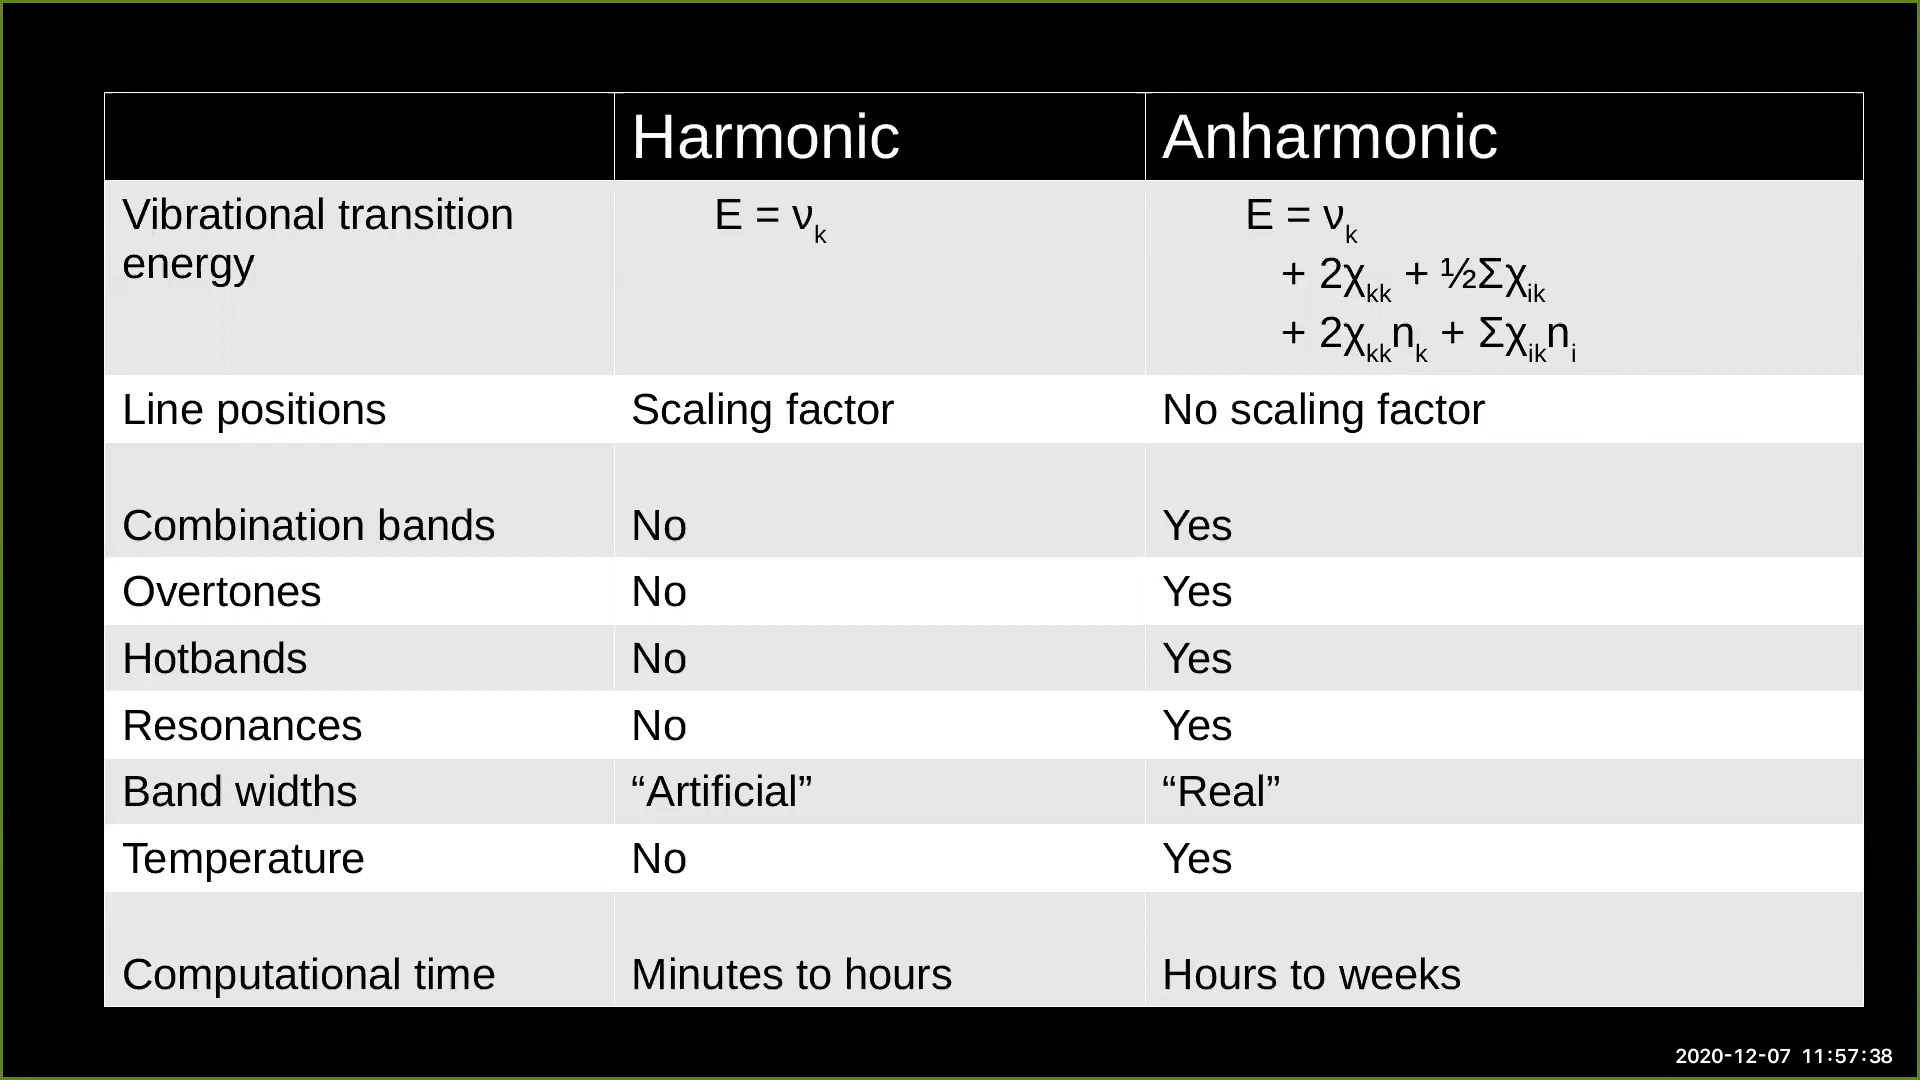 Harmonic Anharmonic
Vibrational transition E = νk E = νk
energy + 2χkk + ½Σχik
+ 2χkknk + Σχikni
Line positions Scaling factor No scaling factor
Combination bands No Yes
Overtones No Yes
Hotbands No Yes
Resonances No Yes
Band widths “Artificial” “Real”
Temperature No Yes
Computational time Minutes to hours Hours to weeks
2020-12-07 11:57:38